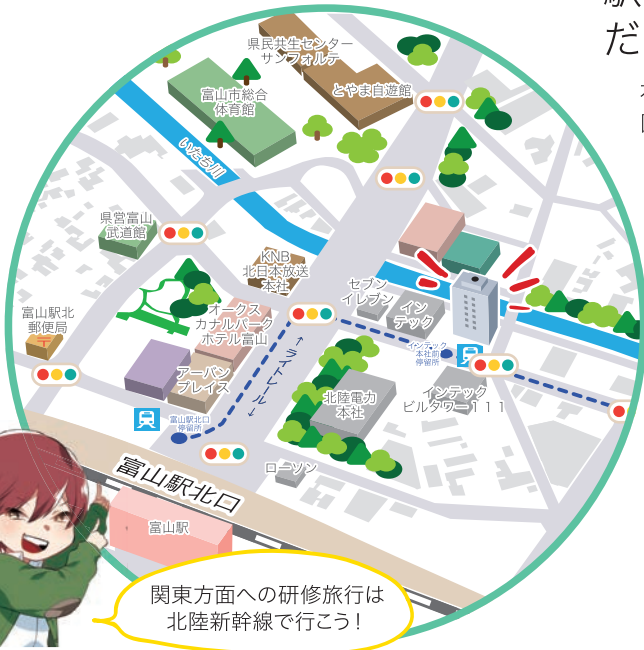 だ
県民共生センター
サンフォルテ
とやま自遊館
富山市総合
体育館
いたち川
県営富山
武道館
KNB
北日本放送
本社
セブン
イレブン
イン
テック
オークス
カナルパーク
ホテル富山
富山駅北
郵便局
〒
アーバン
プレイス
←ライトレール→
インテック
本社前
停留所
インテック
ビルタワー111
北陸電力
本社
富山駅北口
停留所
ローソン
富山駅北口
富山駅
関東方面への研修旅行は
北陸新幹線で行こう!